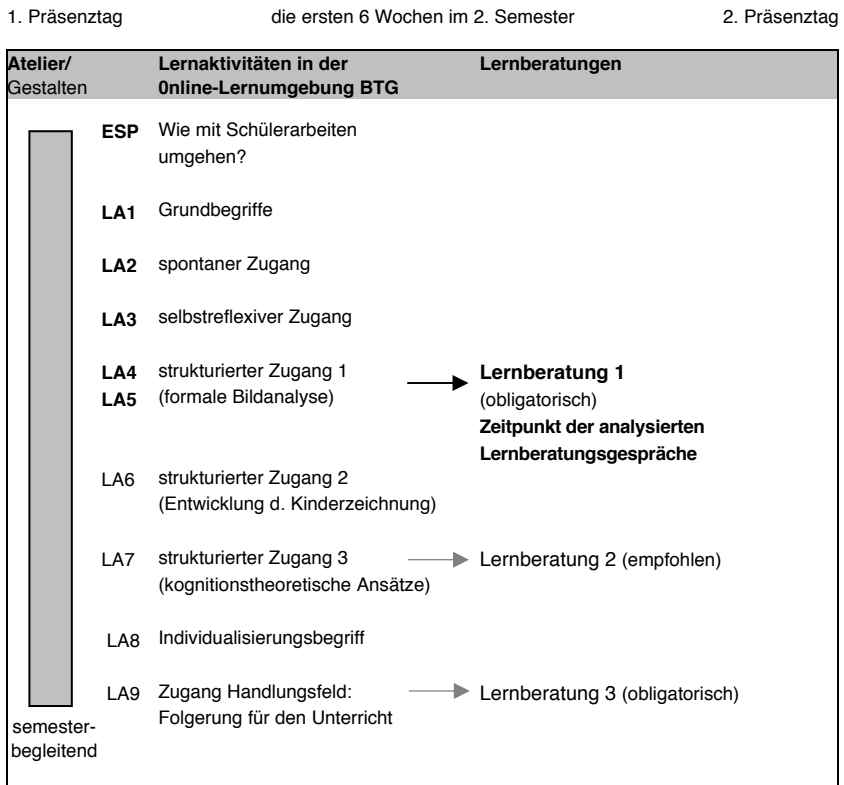 1. Präsenztag die ersten 6 Wochen im 2. Semester 2. Präsenztag
Atelier/ Lernaktivitäten in der Lernberatungen
Gestalten 0nline-Lernumgebung BTG
ESP Wie mit Schülerarbeiten
umgehen?
LA1 Grundbegriffe
LA2 spontaner Zugang
LA3 selbstreflexiver Zugang
LA4 strukturierter Zugang 1 Lernberatung 1
LA5 (formale Bildanalyse) (obligatorisch)
Zeitpunkt der analysierten
Lernberatungsgespräche
LA6 strukturierter Zugang 2
(Entwicklung d. Kinderzeichnung)
LA7 strukturierter Zugang 3 Lernberatung 2 (empfohlen)
(kognitionstheoretische Ansätze)
LA8 Individualisierungsbegriff
LA9 Zugang Handlungsfeld: Lernberatung 3 (obligatorisch)
Folgerung für den Unterricht
semester-
begleitend